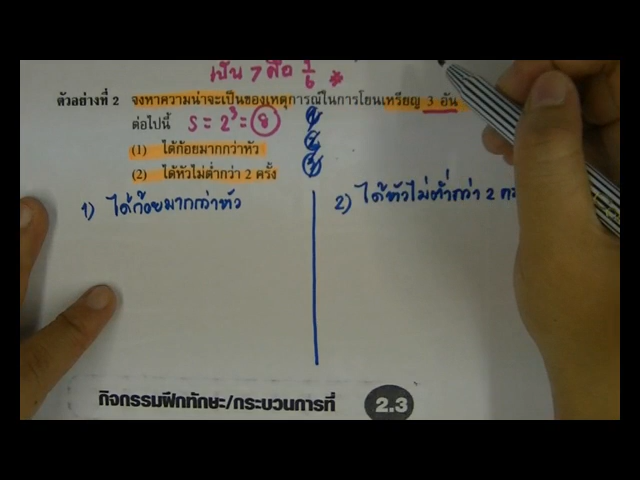 เป็น 7 คือ 1/6 *
ตัวอย่างที่ 2 จงหาความน่าจะเป็นของเหตุการณ์ในการโยนเหรียญ 3 อัน
ต่อไปนี้ S = 2³ = 8
(1) ได้ก้อยมากกว่าหัว
(2) ได้หัวไม่ต่ำกว่า 2 ครั้ง
1) ได้ก้อยมากกว่าหัว
2) ได้หัวไม่ต่ำกว่า 2
กิจกรรมฝึกทักษะ/กระบวนการที่ 2.3